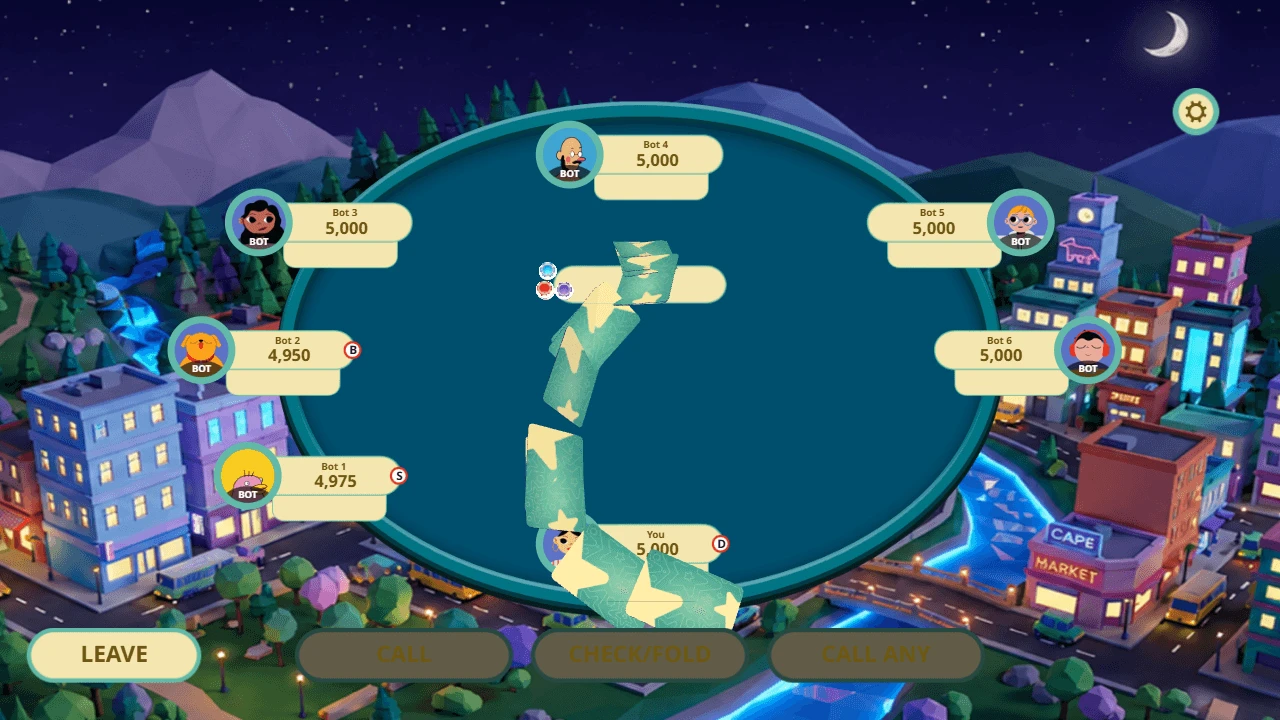 Bot 4
5,000
BOT
Bot 3
5,000
BOT
Bot 5
5,000
BOT
Bot 2
4,950
BOT
B
Bot 6
5,000
BOT
Bot 1
4,975
BOT
S
You
5,000
D
CAPE
MARKET
LEAVE
CALL
CHECK/FOLD
CALL ANY